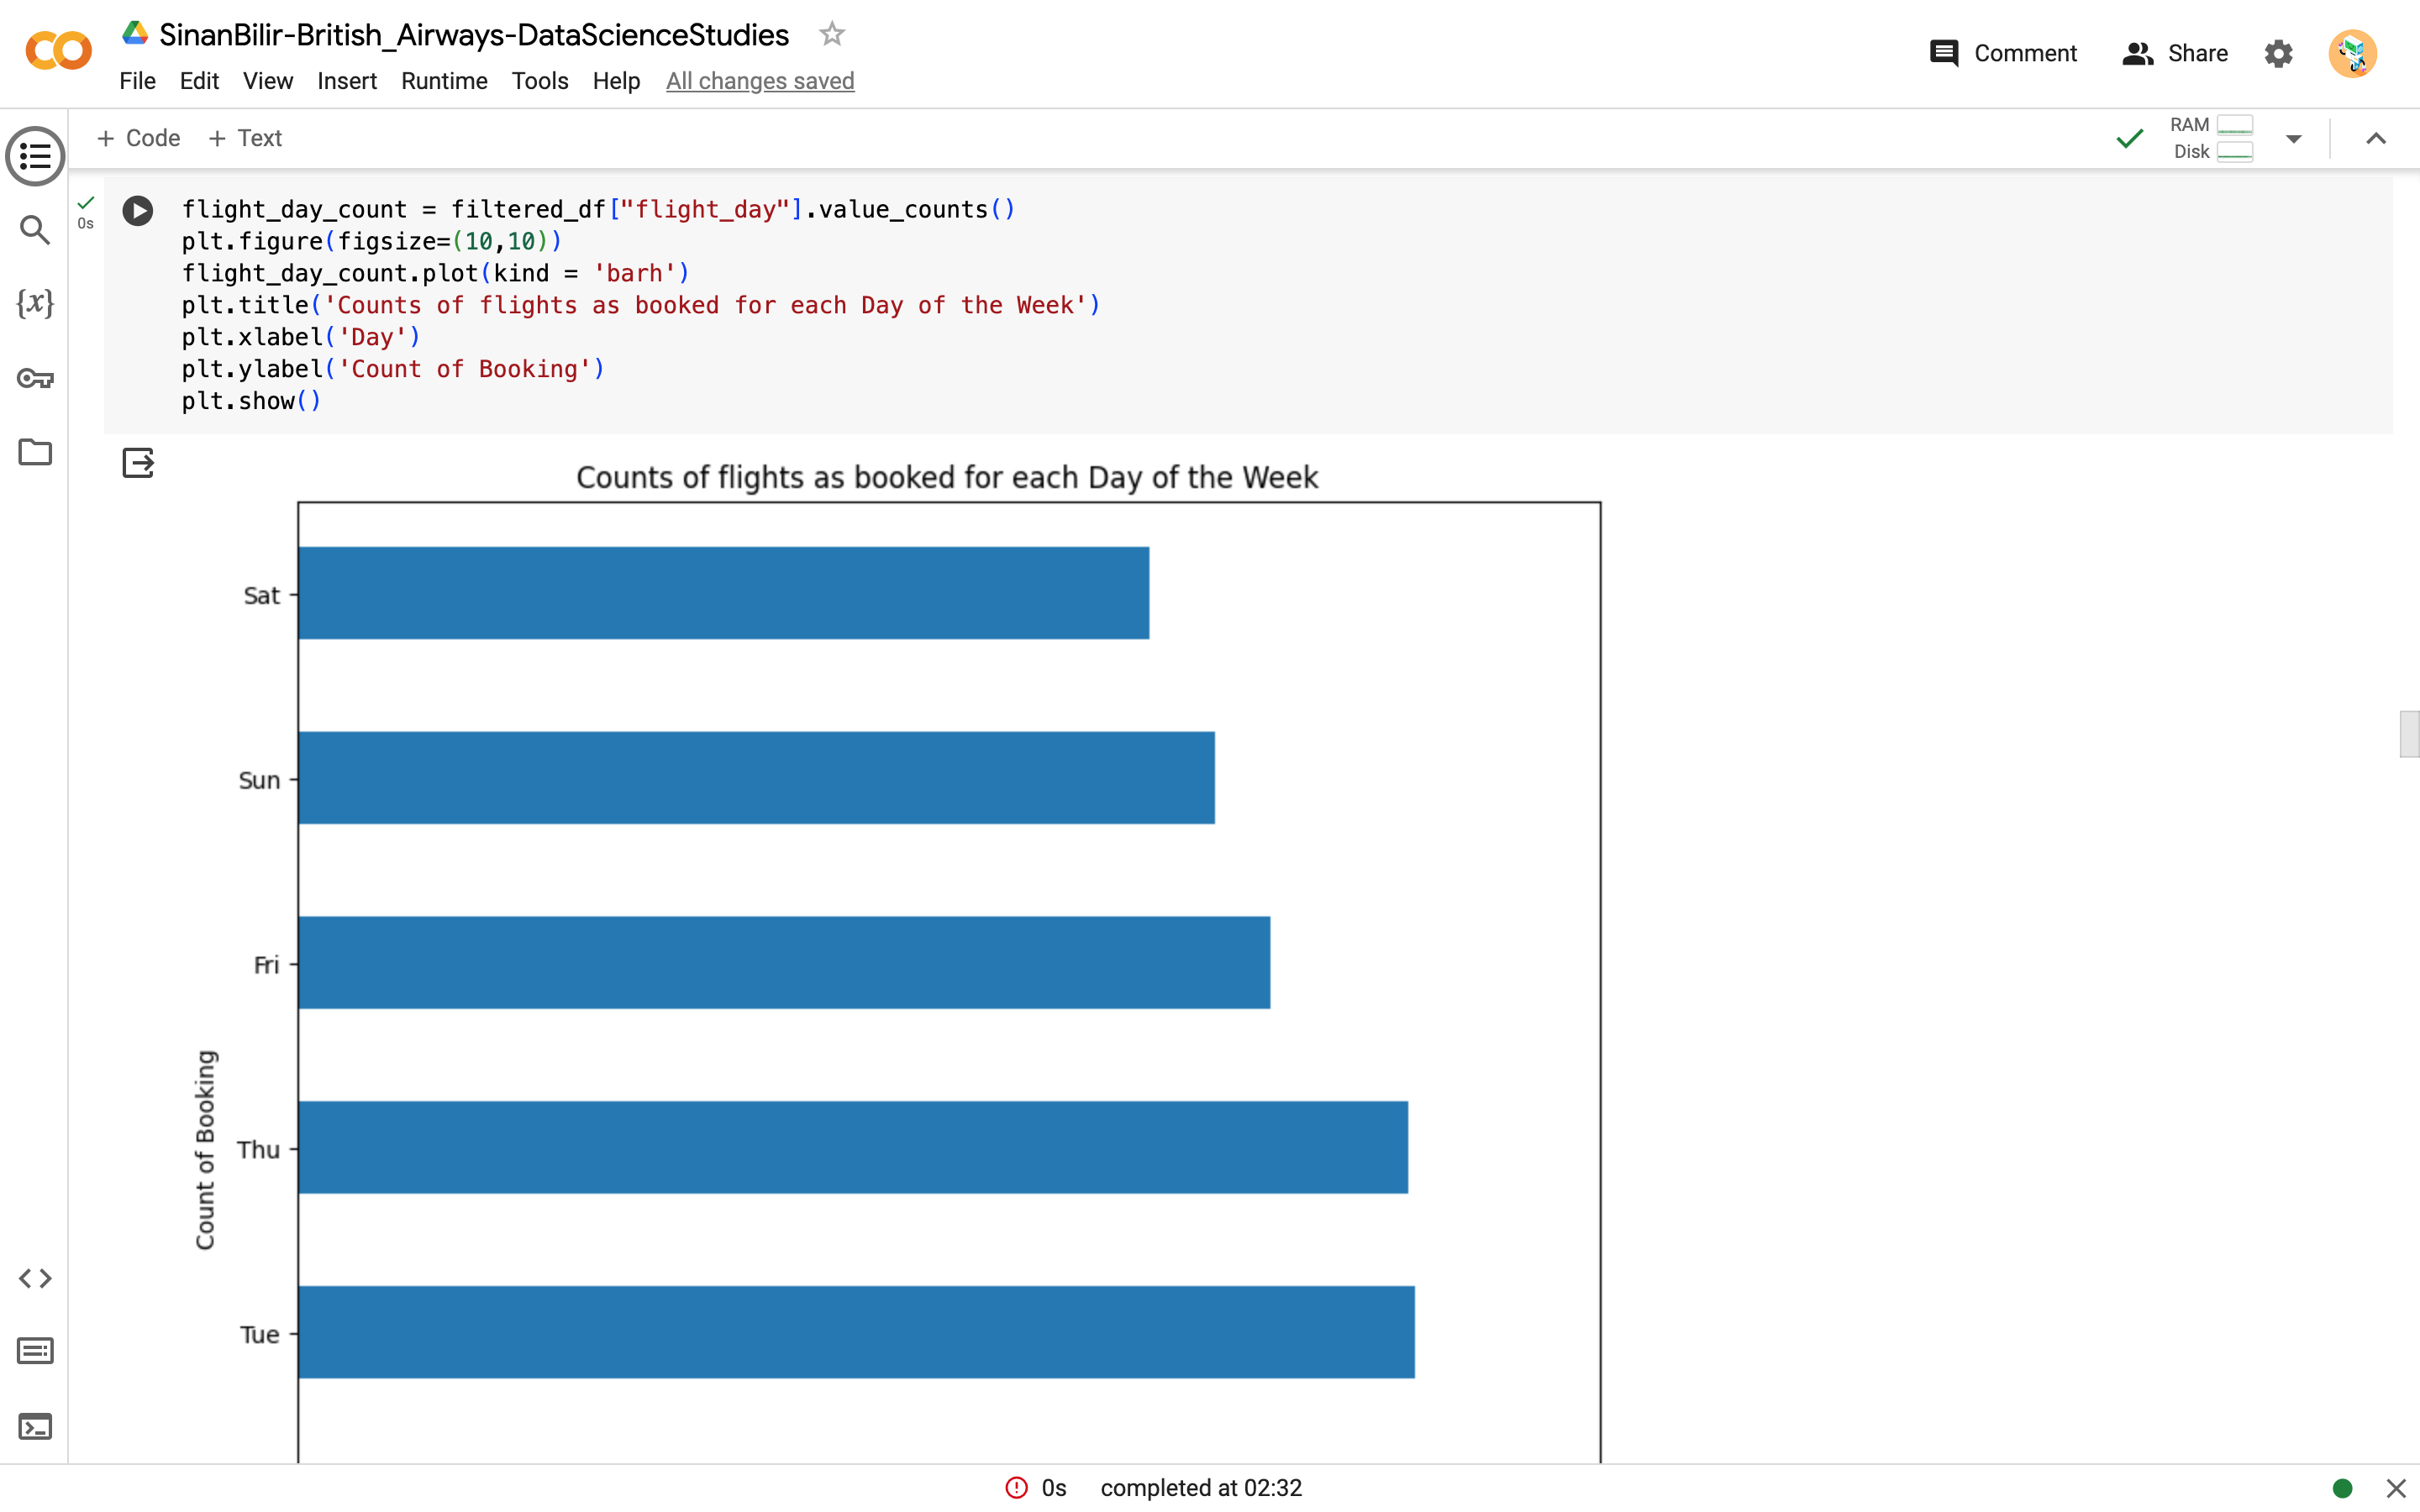 SinanBilir-British_Airways-DataScienceStudies
File Edit View Insert Runtime Tools Help All changes saved
Comment Share
+ Code + Text
RAM
Disk
0s
flight_day_count = filtered_df["flight_day"].value_counts()
plt.figure(figsize=(10,10))
flight_day_count.plot(kind = 'barh')
plt.title('Counts of flights as booked for each Day of the Week')
plt.xlabel('Day')
plt.ylabel('Count of Booking')
plt.show()
{x}
Counts of flights as booked for each Day of the Week
Sat
Sun
Fri
Thu
Tue
Count of Booking
0s completed at 02:32